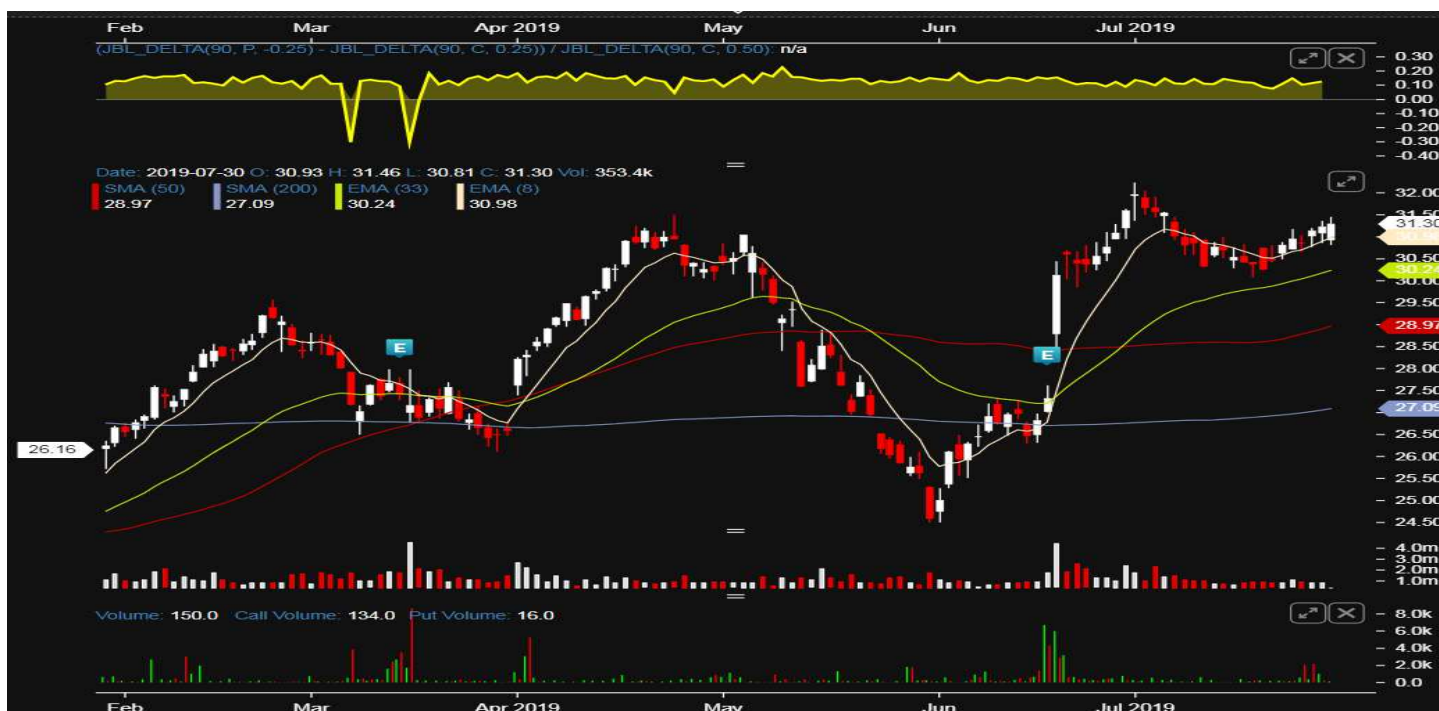 Feb Mar Apr 2019 May Jun Jul 2019
(JBL_DELTA(90, P, -0.25) - JBL_DELTA(90, C, 0.25)) / JBL_DELTA(90, C, 0.50): n/a
0.30
0.20
0.10
0.00
-0.10
-0.20
-0.30
-0.40
Date: 2019-07-30 O: 30.93 H: 31.46 L: 30.81 C: 31.30 Vol: 353.4k
SMA (50) SMA (200) EMA (33) EMA (8)
28.97 27.09 30.24 30.98
32.00
31.50
31.30
30.50
30.24
30.00
29.50
28.97
28.50
28.00
27.50
27.09
26.50
26.00
25.50
25.00
24.50
E
E
26.16
4.0m
3.0m
2.0m
1.0m
Volume: 150.0 Call Volume: 134.0 Put Volume: 16.0
8.0k
6.0k
4.0k
2.0k
0.0
Feb Mar Apr 2019 May Jun Jul 2019